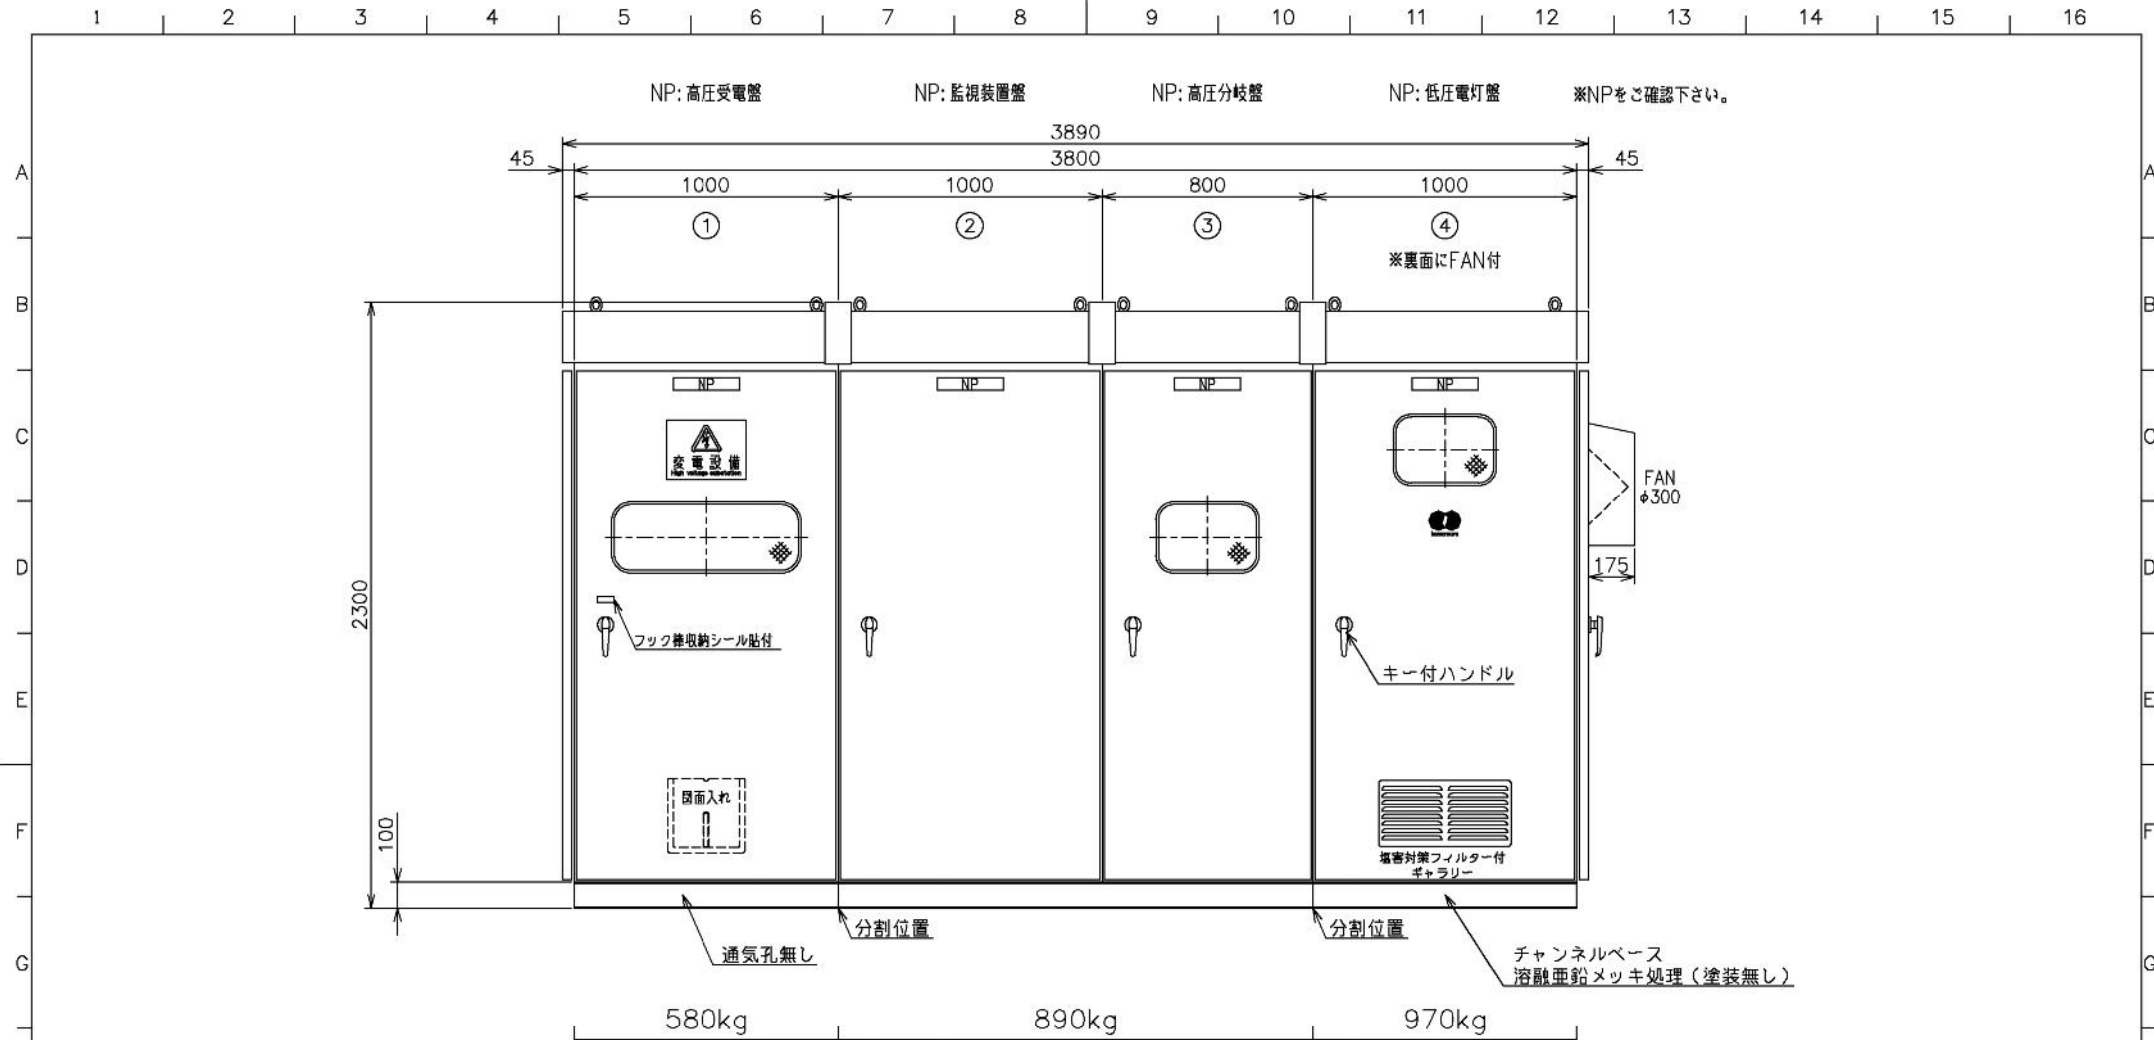 1 2 3 4 5 6 7 8 9 10 11 12 13 14 15 16
NP:高圧受電盤 NP:監視装置盤 NP:高圧分岐盤 NP:低圧電灯盤 ※NPをご確認下さい。
3890
45 3800 45
1000 1000 800 1000
A A
① ② ③ ④
※裏面にFAN付
B B
NP NP NP NP
C C
変電設備
High voltage substation
FAN
φ300
D 175 D
2300
フック棒収納シール貼付
キー付ハンドル
E E
図面入れ
100
F F
塩害対策フィルター付
ギャラリー
分割位置 分割位置
通気孔無し
G G
チャンネルベース
溶融亜鉛メッキ処理(塗装無し)
580kg 890kg 970kg